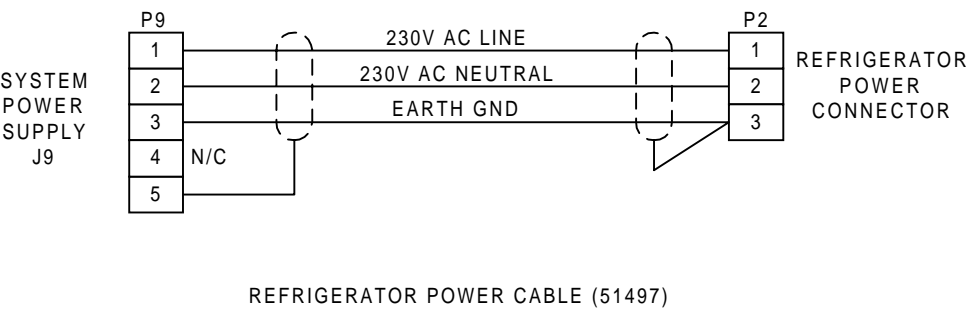 P9
P2
1
230V AC LINE
1
REFRIGERATOR
POWER
CONNECTOR
SYSTEM
POWER
SUPPLY
J9
2
230V AC NEUTRAL
2
3
EARTH GND
3
4
N/C
5
REFRIGERATOR POWER CABLE (51497)